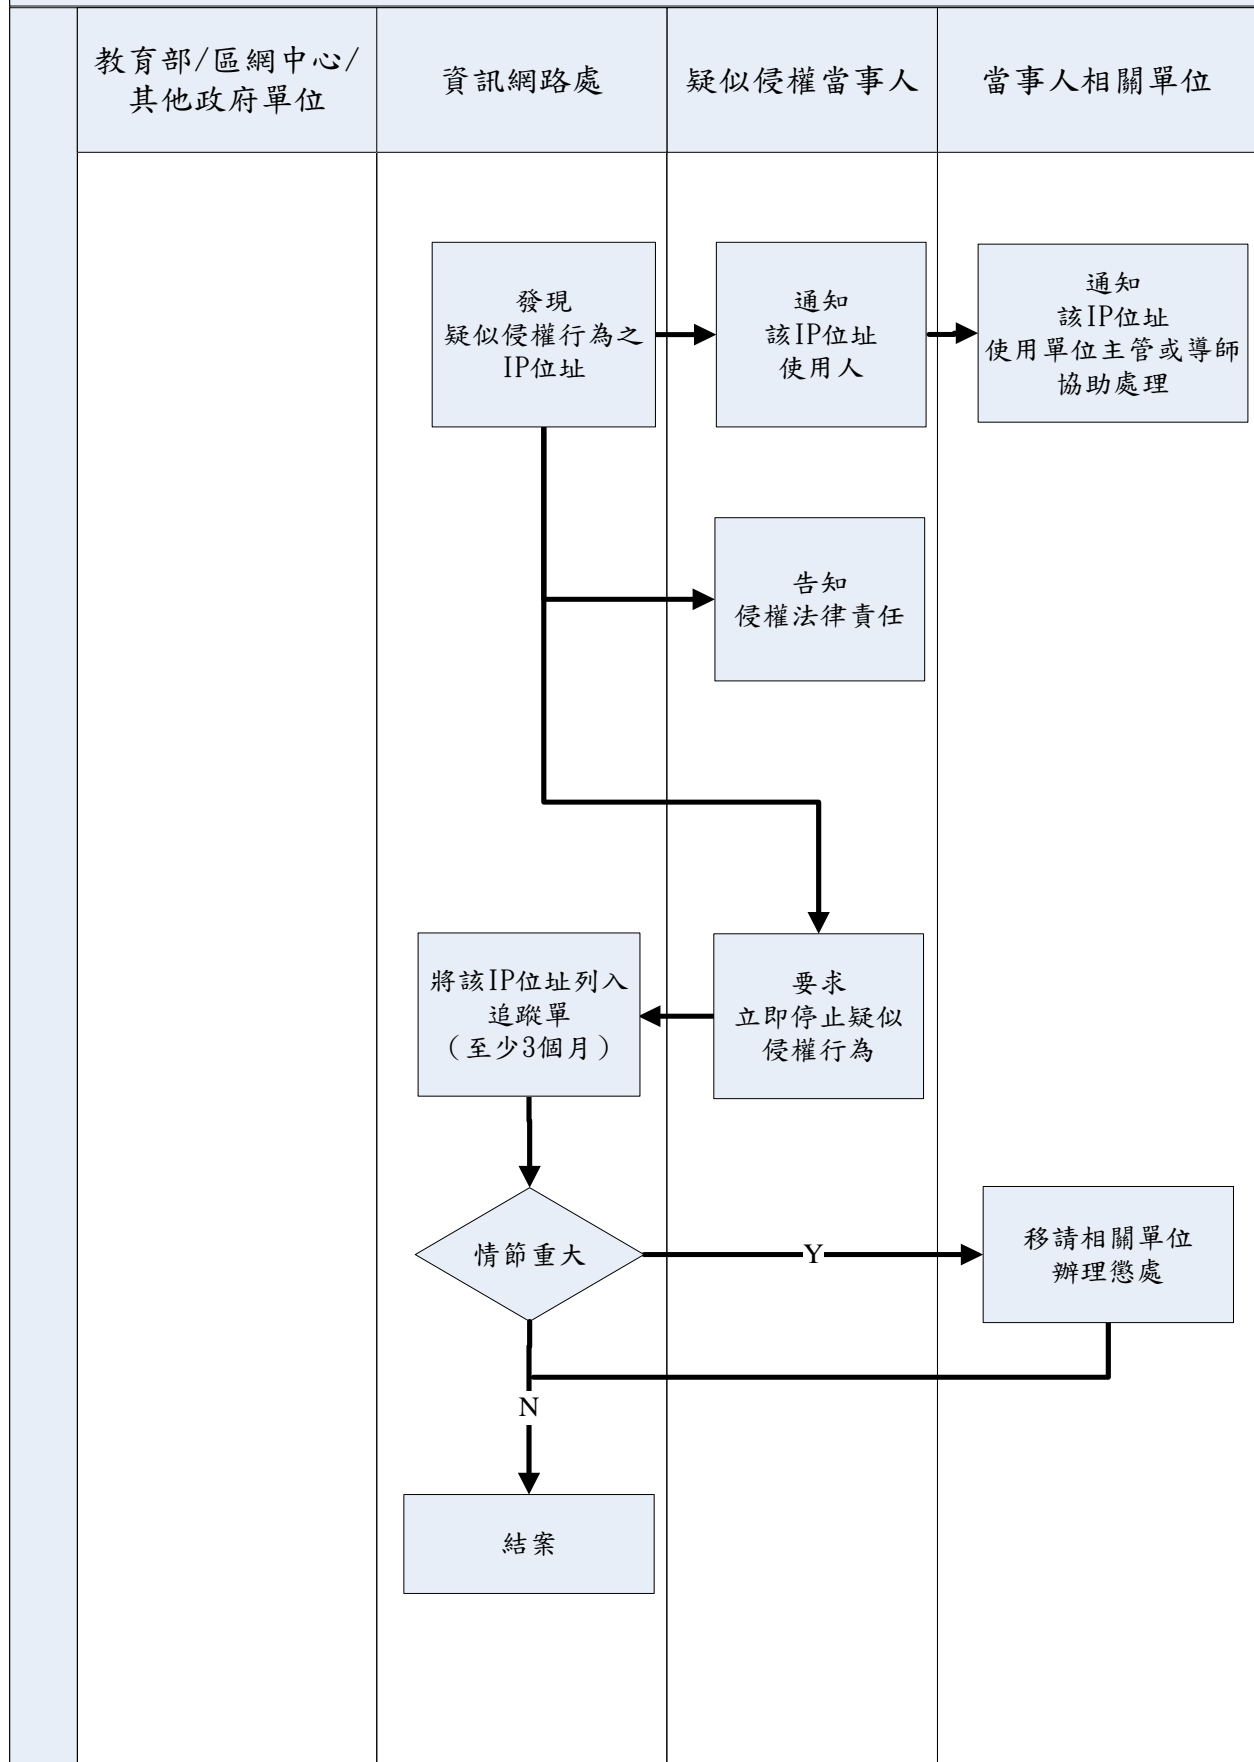 教育部/區網中心/
其他政府單位
資訊網路處
疑似侵權當事人
當事人相關單位
發現
疑似侵權行為之
IP位址
通知
該IP位址
使用人
通知
該IP位址
使用單位主管或導師
協助處理
告知
侵權法律責任
將該IP位址列入
追蹤單
（至少3個月）
要求
立即停止疑似
侵權行為
情節重大
Y
移請相關單位
辦理懲處
N
結案